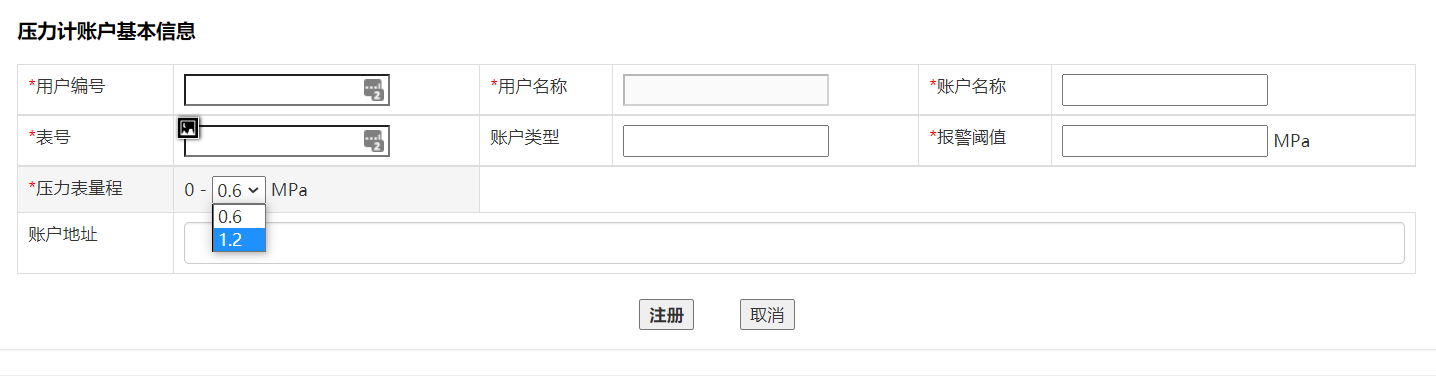 压力计账户基本信息
*用户编号 *用户名称 *账户名称
*表号 账户类型 *报警阈值 MPa
*压力表量程 0 - 0.6 MPa
0.6
1.2
账户地址
注册 取消